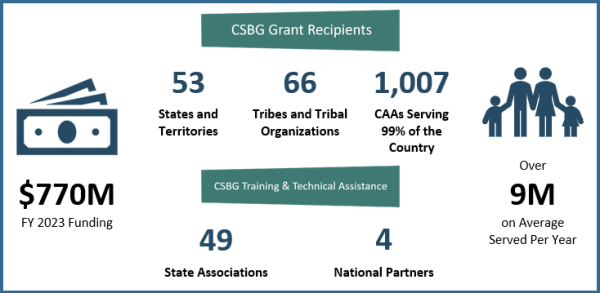 CSBG Grant Recipients
53
States and
Territories
66
Tribes and Tribal
Organizations
1,007
CAAs Serving
99% of the
Country
$770M
FY 2023 Funding
Over
9M
on Average
Served Per Year
CSBG Training & Technical Assistance
49
State Associations
4
National Partners